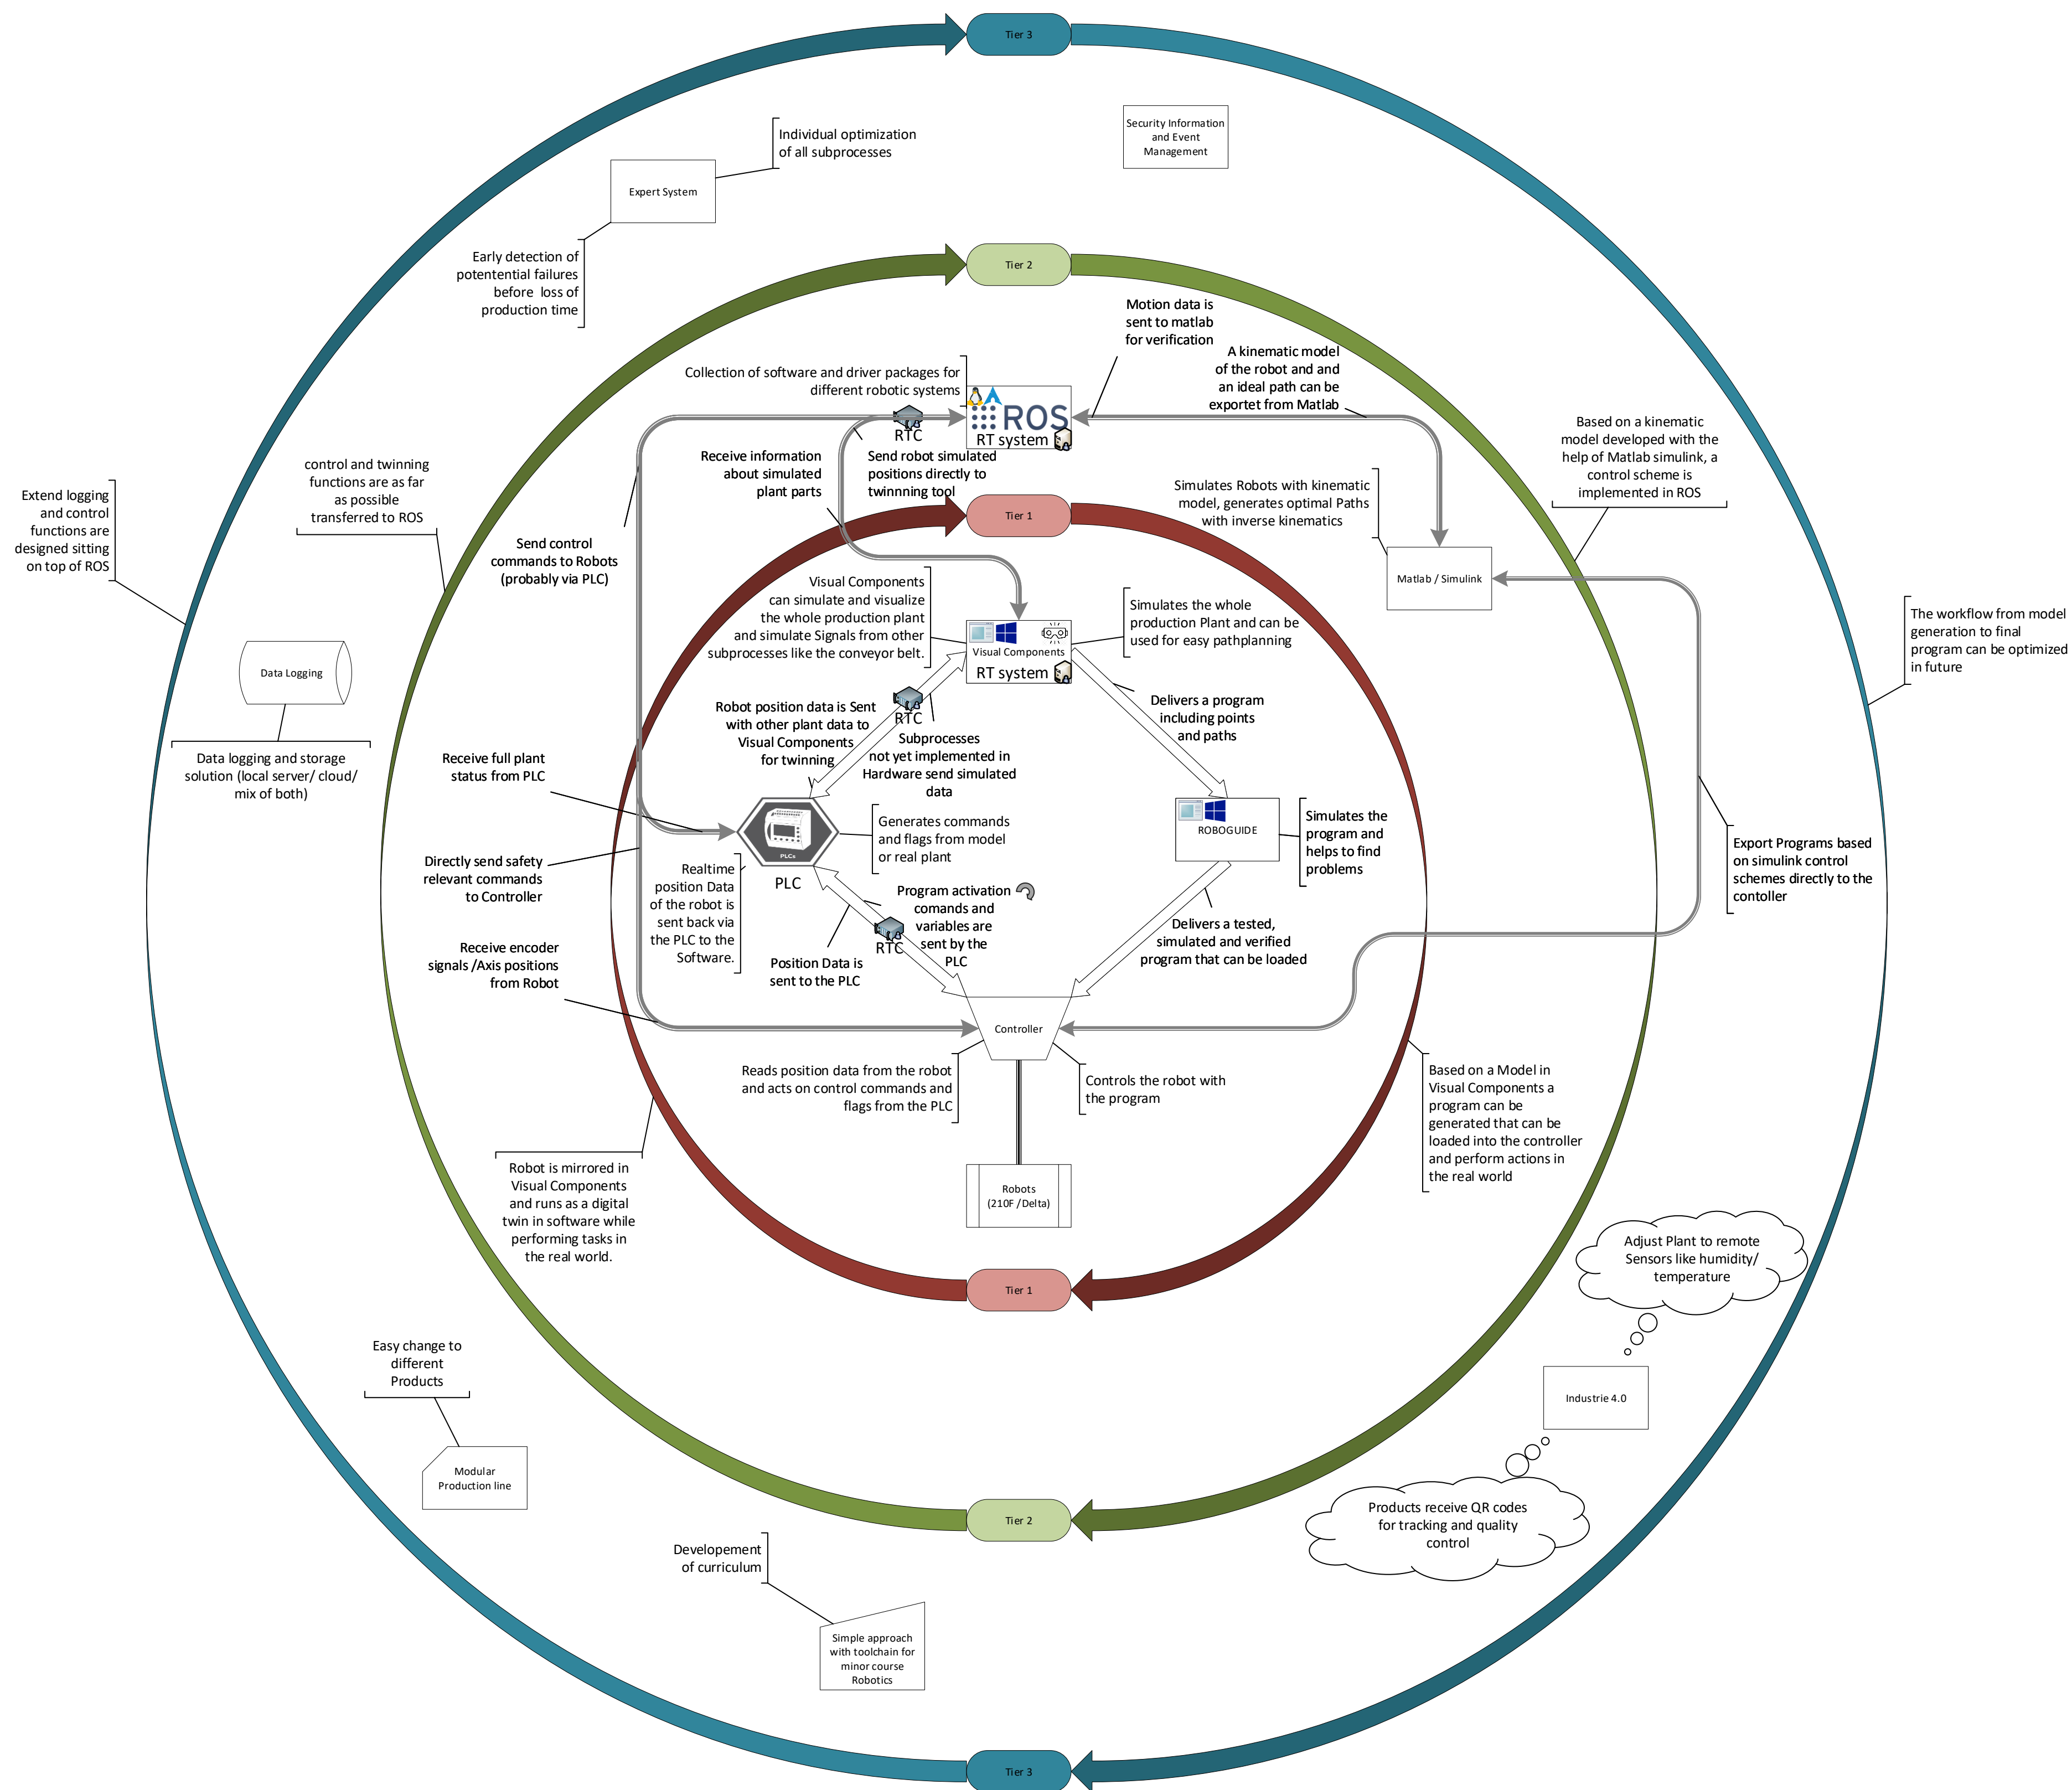 Tier 3
Security Information
and Event
Management
Individual optimization
of all subprocesses
Expert System
Early detection of
potentential failures
before loss of
production time
Tier 2
Motion data is
sent to matlab
for verification
A kinematic model
of the robot and and
an ideal path can be
exportet from Matlab
Collection of software and driver packages for
different robotic systems
ROS
RT system
RTC
Receive information
about simulated
plant parts
Send robot simulated
positions directly to
twinnning tool
Based on a kinematic
model developed with the
help of Matlab simulink, a
control scheme is
implemented in ROS
control and twinning
functions are as far
as possible
transferred to ROS
Extend logging
and control
functions are
designed sitting
on top of ROS
Simulates Robots with kinematic
model, generates optimal Paths
with inverse kinematics
Tier 1
Send control
commands to Robots
(probably via PLC)
Matlab / Simulink
Visual Components
can simulate and visualize
the whole production plant
and simulate Signals from other
subprocesses like the conveyor belt.
Simulates the whole
production Plant and can be
used for easy pathplanning
Visual Components
RT system
The workflow from model
generation to final
program can be optimized
in future
Data Logging
Data logging and storage
solution (local server/ cloud/
mix of both)
Robot position data is Sent
with other plant data to
Visual Components
for twinning
RTC
Subprocesses
not yet implemented in
Hardware send simulated
data
Delivers a program
including points
and paths
Receive full plant
status from PLC
PLCs
PLC
Generates commands
and flags from model
or real plant
ROBOGUIDE
Simulates the
program and
helps to find
problems
Export Programs based
on simulink control
schemes directly to the
contoller
Directly send safety
relevant commands
to Controller
Realtime
position Data
of the robot is
sent back via
the PLC to the
Software.
Program activation
comands and
variables are
sent by the
PLC
RTC
Position Data is
sent to the PLC
Delivers a tested,
simulated and verified
program that can be loaded
Receive encoder
signals /Axis positions
from Robot
Controller
Reads position data from the robot
and acts on control commands and
flags from the PLC
Controls the robot with
the program
Based on a Model in
Visual Components a
program can be
generated that can be
loaded into the controller
and perform actions in
the real world
Robot is mirrored in
Visual Components
and runs as a digital
twin in software while
performing tasks in
the real world.
Robots
(210F /Delta)
Tier 1
Adjust Plant to remote
Sensors like humidity/
temperature
Industrie 4.0
Easy change to
different
Products
Modular
Production line
Products receive QR codes
for tracking and quality
control
Tier 2
Developement
of curriculum
Simple approach
with toolchain for
minor course
Robotics
Tier 3